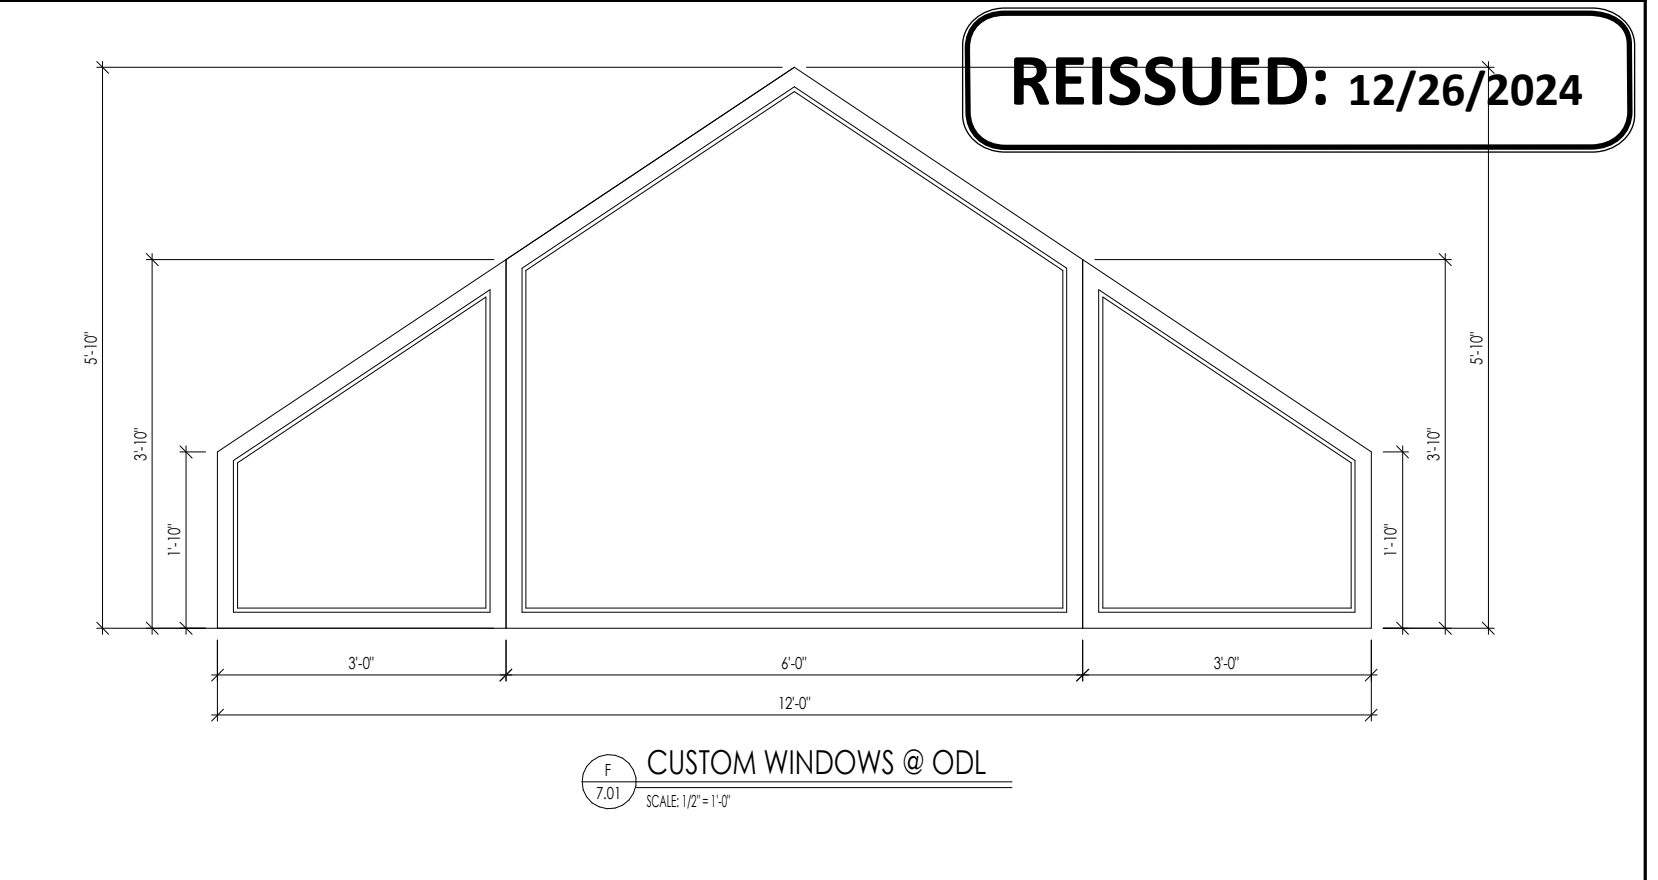 REISSUED: 12/26/2024
5'-10"
5'-10"
3'-10"
3'-10"
1'-10"
1'-10"
3'-0"
6'-0"
3'-0"
12'-0"
F
7.01
CUSTOM WINDOWS @ ODL
SCALE: 1/2" = 1'-0"